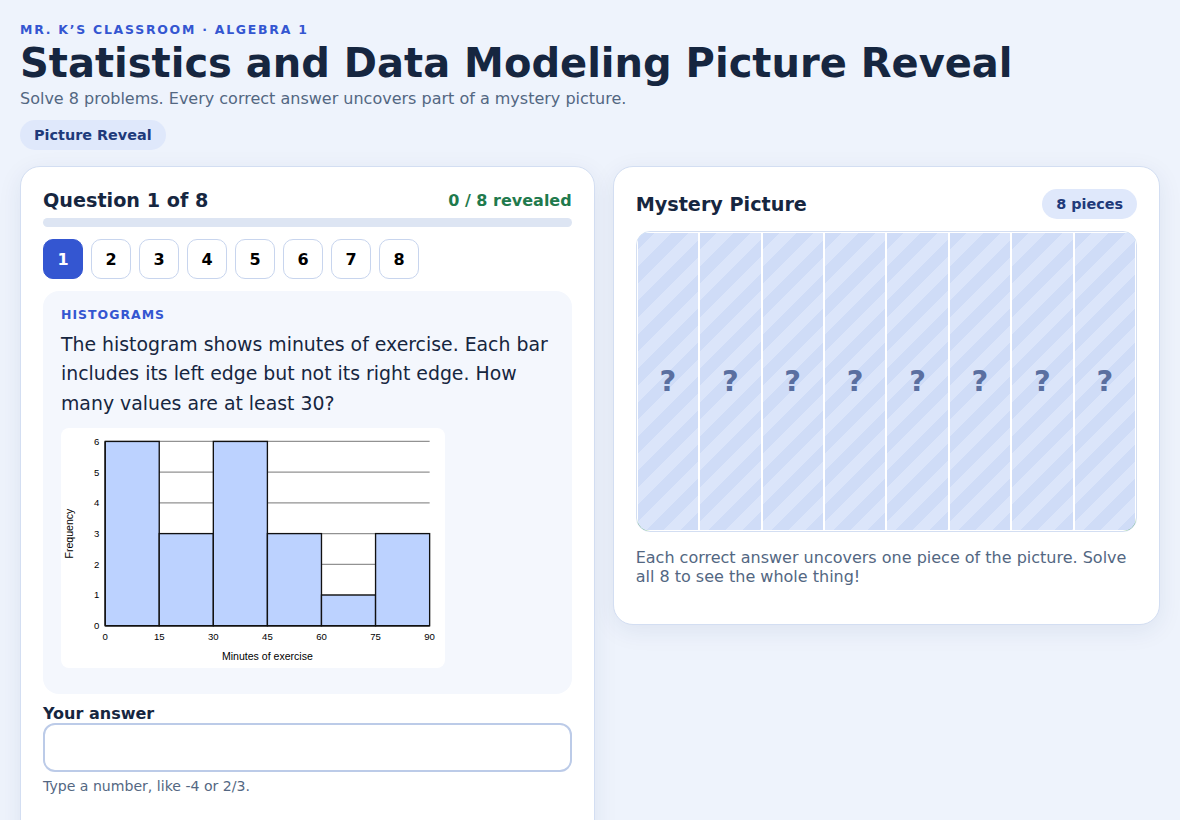 MR. K’S CLASSROOM · ALGEBRA 1
Statistics and Data Modeling Picture Reveal
Solve 8 problems. Every correct answer uncovers part of a mystery picture.
Picture Reveal
Question 1 of 8
0 / 8 revealed
1 2 3 4 5 6 7 8
HISTOGRAMS
The histogram shows minutes of exercise. Each bar
includes its left edge but not its right edge. How
many values are at least 30?
6
5
4
3
2
1
0
Frequency
0 15 30 45 60 75 90
Minutes of exercise
Your answer
Type a number, like -4 or 2/3.
Mystery Picture
8 pieces
? ? ? ? ? ? ? ?
Each correct answer uncovers one piece of the picture. Solve
all 8 to see the whole thing!